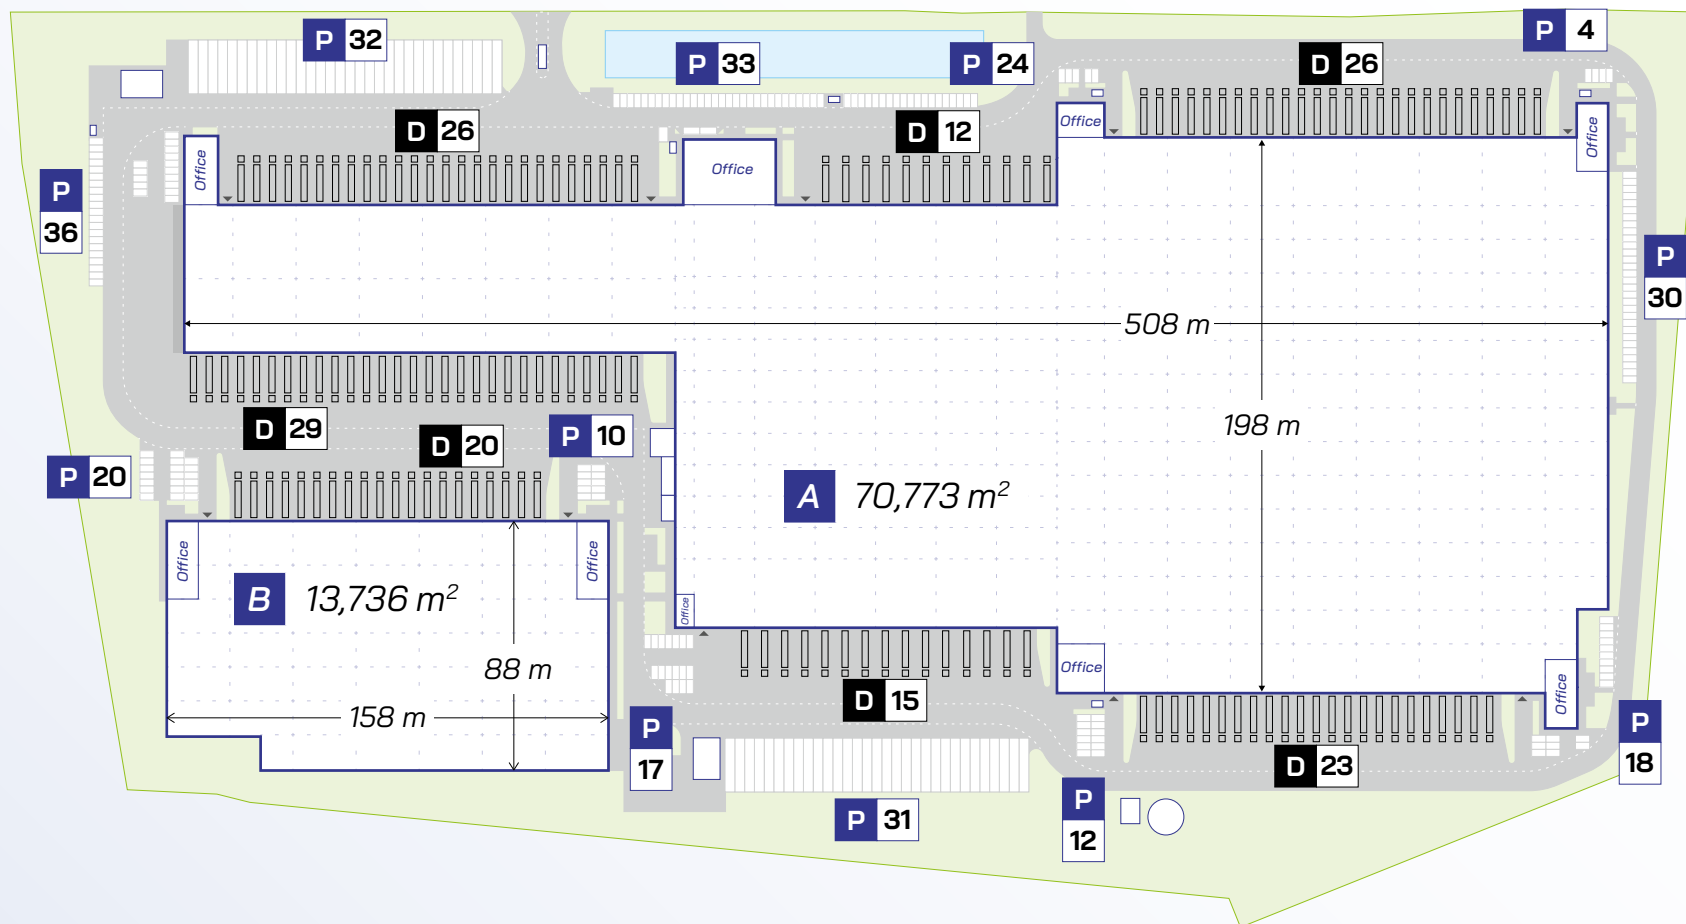 P 4
P 32
P 33
P 24
D 26
D 26
D 12
Office
Office
Office
Office
Office
P
36
P
30
508 m
198 m
D 29
D 20
P 10
P 20
A 70,773 m²
Office
Office
B 13,736 m²
Office
88 m
158 m
Office
Office
D 15
P
17
P
18
D 23
P
12
P 31